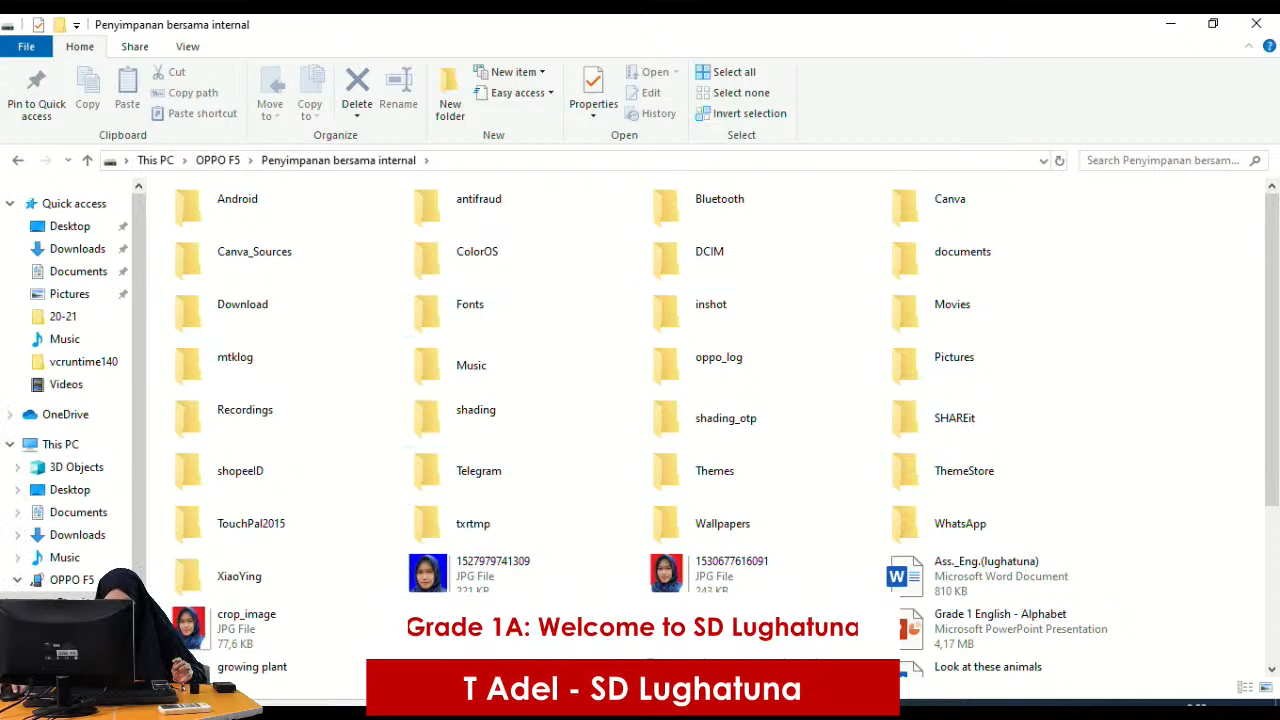 Penyimpanan bersama internal
File Home Share View
Pin to Quick access
Copy
Paste
Cut
Copy path
Paste shortcut
Clipboard
Move to
Copy to
Delete
Rename
Organize
New folder
New item
Easy access
New
Properties
Open
Edit
History
Open
Select all
Select none
Invert selection
Select
This PC > OPPO F5 > Penyimpanan bersama internal >
Search Penyimpanan bersam...
Quick access
Desktop
Downloads
Documents
Pictures
20-21
Music
vcruntime140
Videos
OneDrive
This PC
3D Objects
Desktop
Documents
Downloads
Music
OPPO F5
Android antifraud Bluetooth Canva
Canva_Sources ColorOS DCIM documents
Download Fonts inshot Movies
mtklog Music oppo_log Pictures
Recordings shading shading_otp SHAREit
shopeeID Telegram Themes ThemeStore
TouchPal2015 txrtmp Wallpapers WhatsApp
XiaoYing
1527979741309
JPG File
221 KB
1530677616091
JPG File
243 KB
Ass._Eng.(lughatuna)
Microsoft Word Document
810 KB
crop_image
JPG File
77,6 KB
Grade 1 English - Alphabet
Microsoft PowerPoint Presentation
4,17 MB
growing plant
Look at these animals
Grade 1A: Welcome to SD Lughatuna
T Adel - SD Lughatuna